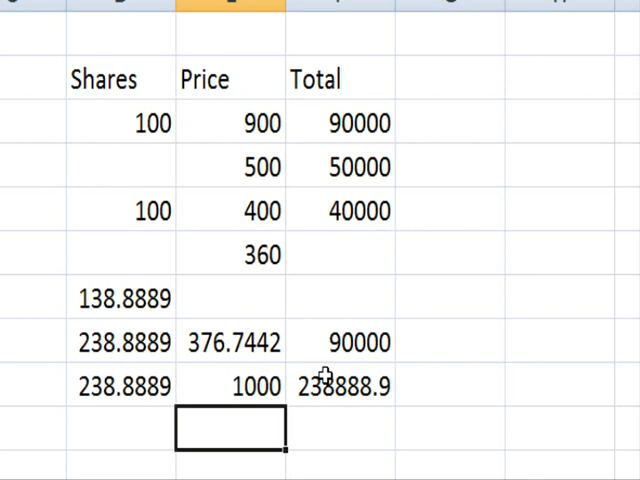 Shares Price Total
100 900 90000
500 50000
100 400 40000
360
138.8889
238.8889 376.7442 90000
238.8889 1000 238888.9